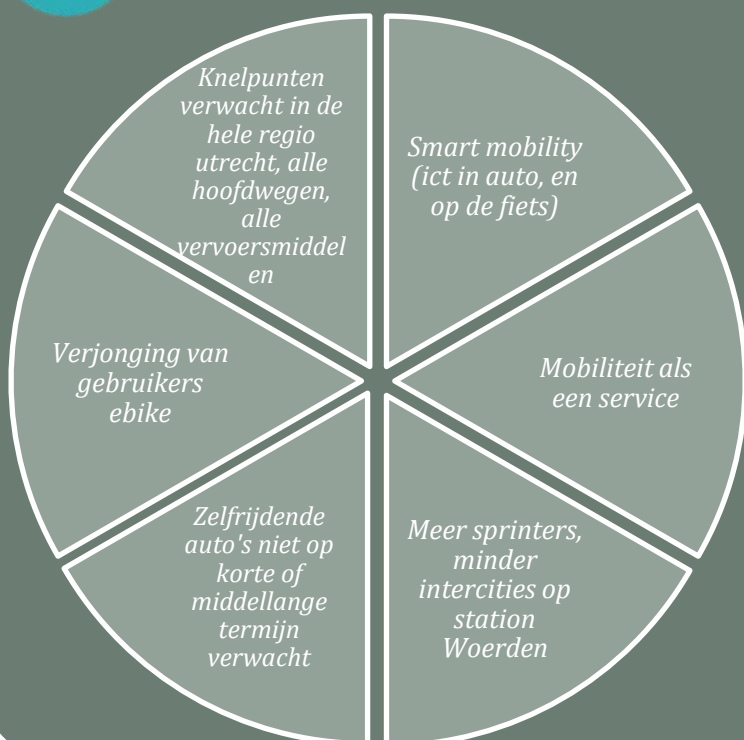 Knelpunten
verwacht in de
hele regio
utrecht, alle
hoofdwegen,
alle
vervoersmiddel
en
Smart mobility
(ict in auto, en
op de fiets)
Mobiliteit als
een service
Meer sprinters,
minder
intercities op
station
Woerden
Zelfrijdende
auto's niet op
korte of
middellange
termijn
verwacht
Verjonging van
gebruikers
ebike